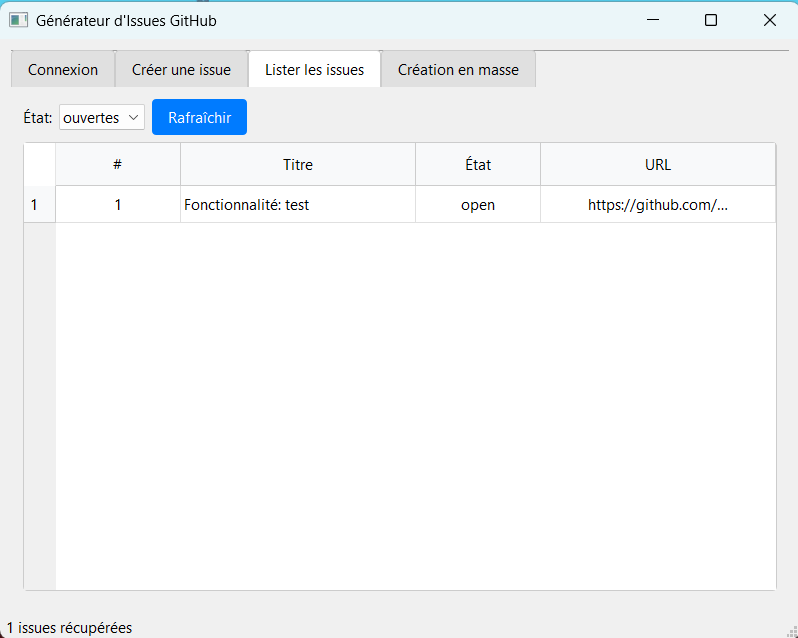 Générateur d'Issues GitHub
Connexion Créer une issue Lister les issues Création en masse
État: ouvertes Rafraîchir
# Titre État URL
1 1 Fonctionnalité: test open https://github.com/...
1 issues récupérées